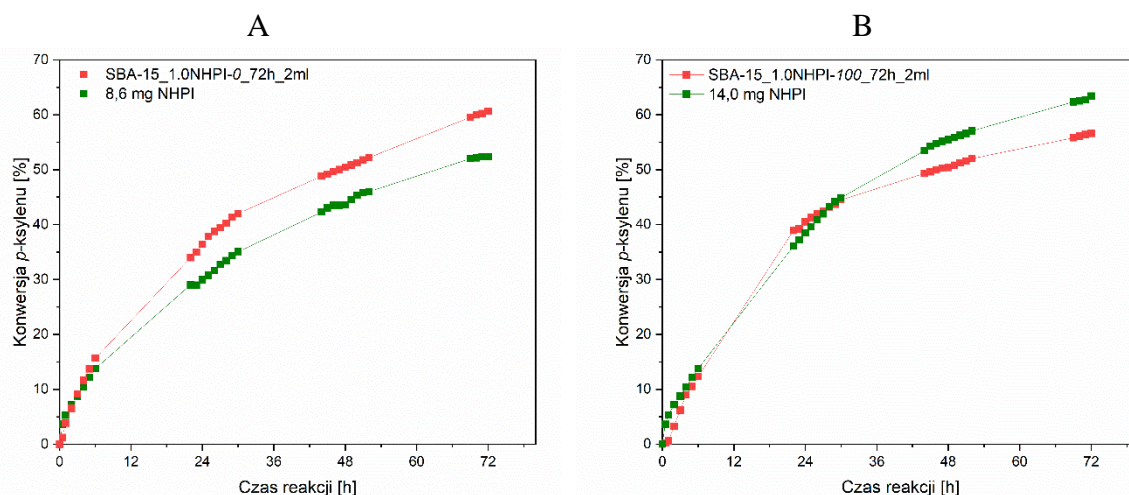 A
70
60
50
40
30
20
10
0
Konwersja p-ksylenu [%]
SBA-15_1.0NHPI-0_72h_2ml
8,6 mg NHPI
0 12 24 36 48 60 72
Czas reakcji [h]
B
70
60
50
40
30
20
10
0
Konwersja p-ksylenu [%]
SBA-15_1.0NHPI-100_72h_2ml
14,0 mg NHPI
0 12 24 36 48 60 72
Czas reakcji [h]